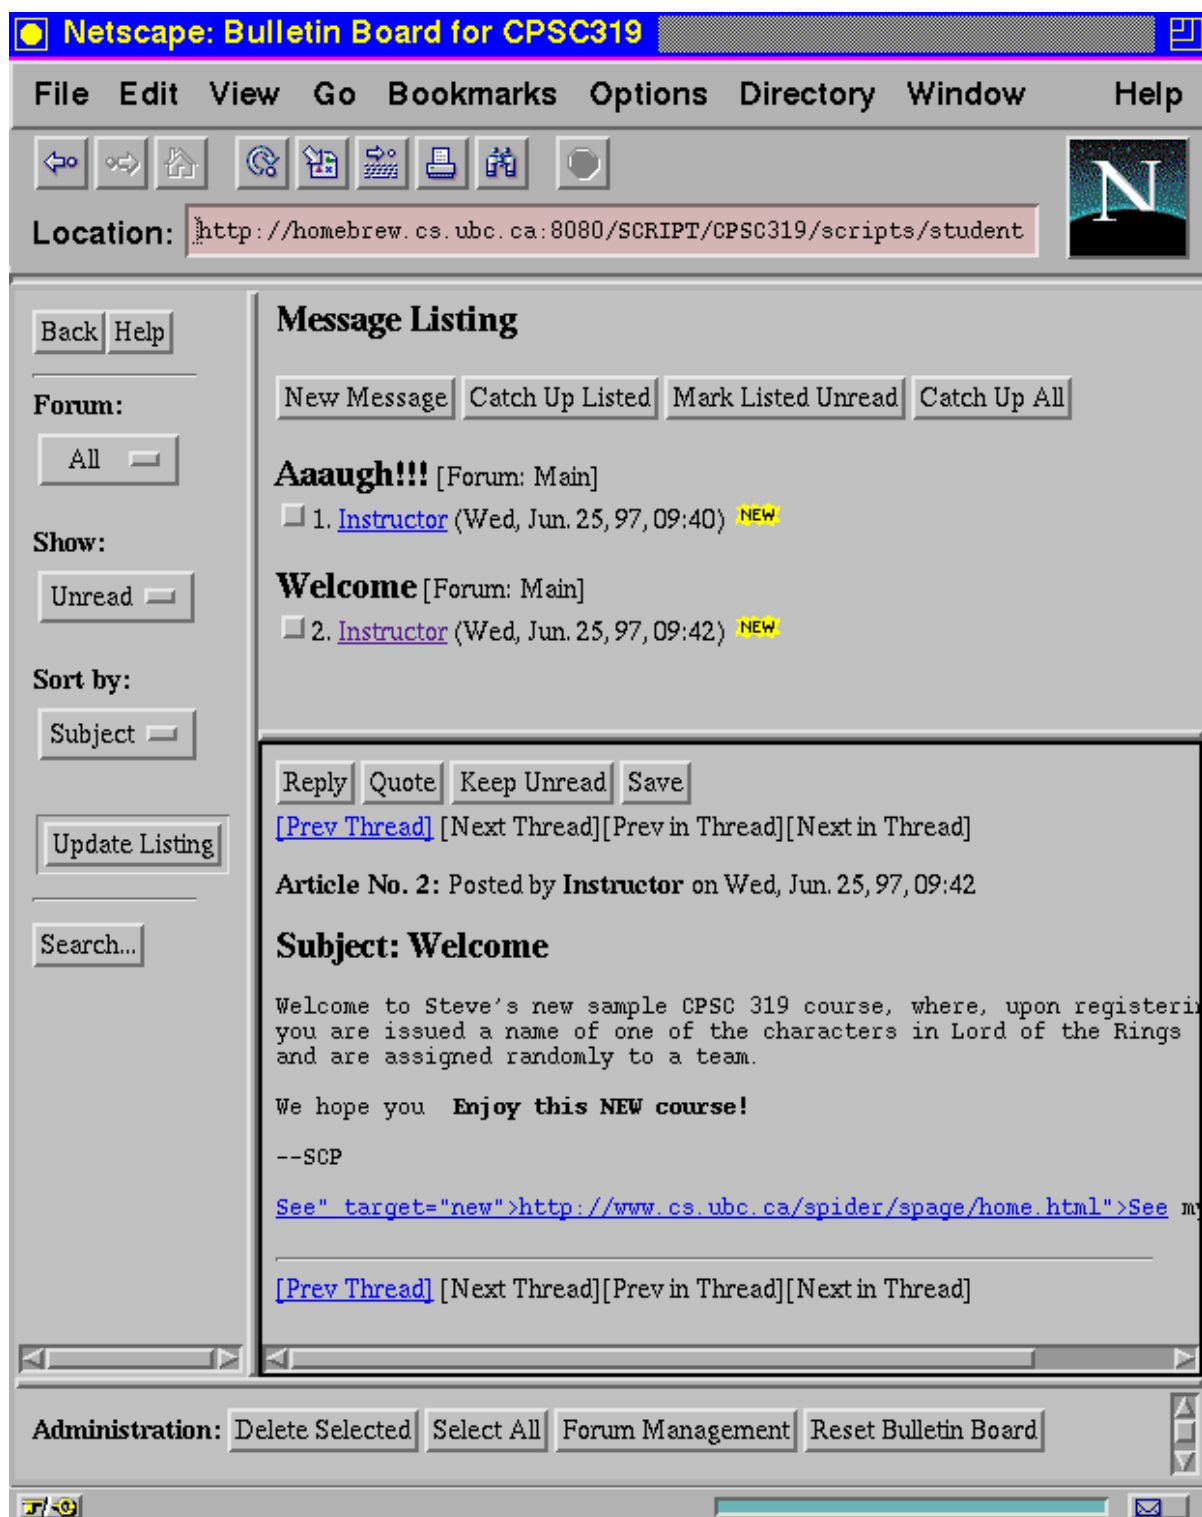 Netscape: Bulletin Board for CPSC319
File Edit View Go Bookmarks Options Directory Window Help
N
Location: http://homebrew.cs.ubc.ca:8080/SCRIPT/CPSC319/scripts/student
Back Help
Forum:
All
Show:
Unread
Sort by:
Subject
Update Listing
Search...
Message Listing
New Message Catch Up Listed Mark Listed Unread Catch Up All
Aaaugh!!! [Forum: Main]
1. Instructor (Wed, Jun. 25, 97, 09:40) NEW
Welcome [Forum: Main]
2. Instructor (Wed, Jun. 25, 97, 09:42) NEW
Reply Quote Keep Unread Save
[Prev Thread] [Next Thread][Prev in Thread][Next in Thread]
Article No. 2: Posted by Instructor on Wed, Jun. 25, 97, 09:42
Subject: Welcome
Welcome to Steve's new sample CPSC 319 course, where, upon registerin
you are issued a name of one of the characters in Lord of the Rings
and are assigned randomly to a team.
We hope you Enjoy this NEW course!
--SCP
See" target="new">http://www.cs.ubc.ca/spider/spage/home.html">See my
[Prev Thread] [Next Thread][Prev in Thread][Next in Thread]
Administration: Delete Selected Select All Forum Management Reset Bulletin Board